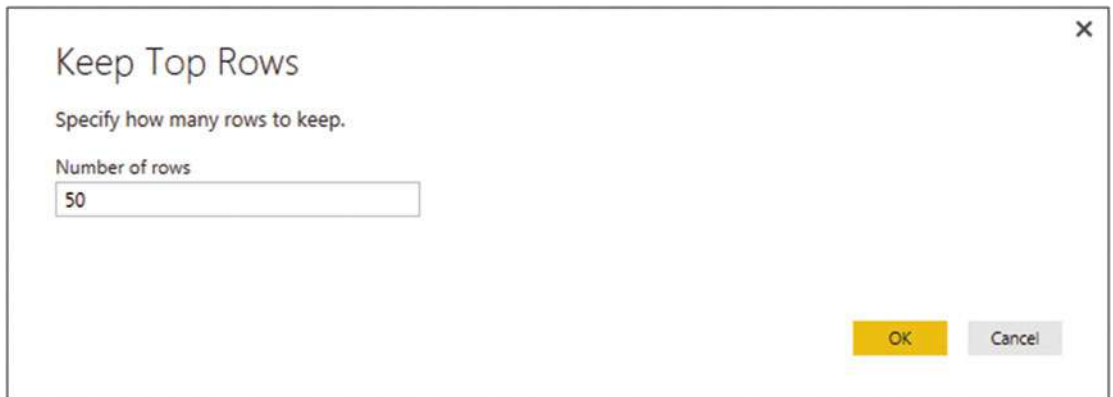 Keep Top Rows
Specify how many rows to keep.
Number of rows
50
OK Cancel